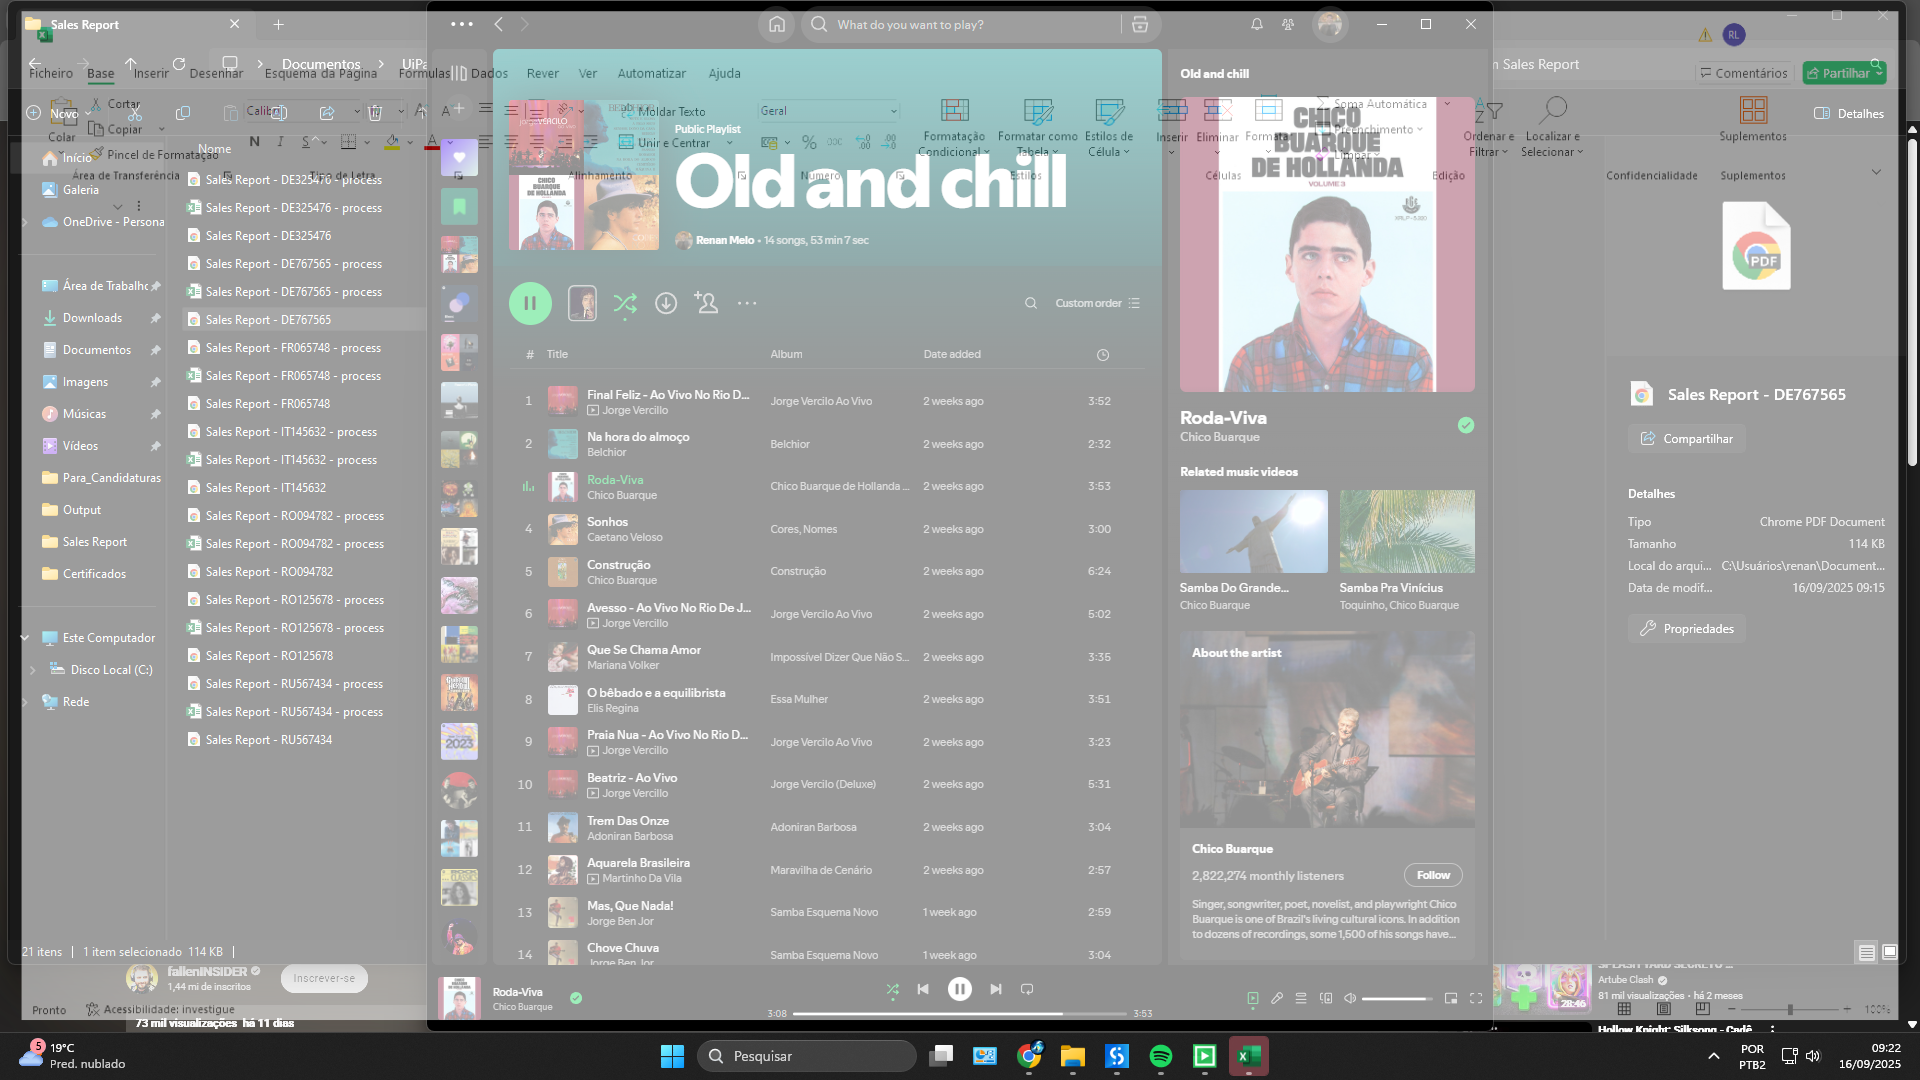 Sales Report
What do you want to play?
RL
Documentos
UiPa
Sales Report
Ficheiro
Base
Inserir
Desenhar
Esquema da Página
Fórmulas
Dados
Rever
Ver
Automatizar
Ajuda
Comentários
Partilhar
Novo
Cortar
Copiar
Colar
Pincel de Formatação
Área de Transferência
Calib
Moldar Texto
Unir e Centrar
Alinhamento
Geral
Número
Formatação Condicional
Formatar como Tabela
Estilos de Célula
Estilos
Inserir
Eliminar
Formatar
Células
Soma Automática
Preenchimento
Limpar
Edição
Ordenar e Filtrar
Localizar e Selecionar
Confidencialidade
Suplementos
Suplementos
Detalhes
Início
Galeria
OneDrive - Persona
Área de Trabalho
Downloads
Documentos
Imagens
Músicas
Vídeos
Para_Candidaturas
Output
Sales Report
Certificados
Este Computador
Disco Local (C:)
Rede
Nome
Sales Report - DE325476 - process
Sales Report - DE325476 - process
Sales Report - DE325476
Sales Report - DE767565 - process
Sales Report - DE767565 - process
Sales Report - DE767565
Sales Report - FR065748 - process
Sales Report - FR065748 - process
Sales Report - FR065748
Sales Report - IT145632 - process
Sales Report - IT145632 - process
Sales Report - IT145632
Sales Report - RO094782 - process
Sales Report - RO094782 - process
Sales Report - RO094782
Sales Report - RO125678 - process
Sales Report - RO125678 - process
Sales Report - RO125678
Sales Report - RU567434 - process
Sales Report - RU567434 - process
Sales Report - RU567434
21 itens
1 item selecionado 114 KB
Public Playlist
Old and chill
Renan Melo • 14 songs, 53 min 7 sec
Custom order
# Title Album Date added
1 Final Feliz - Ao Vivo No Rio D... Jorge Vercilo Ao Vivo 2 weeks ago 3:52
Jorge Vercillo
2 Na hora do almoço Belchior 2 weeks ago 2:32
Belchior
Roda-Viva Chico Buarque de Hollanda ... 2 weeks ago 3:53
Chico Buarque
4 Sonhos Cores, Nomes 2 weeks ago 3:00
Caetano Veloso
5 Construção Construção 2 weeks ago 6:24
Chico Buarque
6 Avesso - Ao Vivo No Rio De J... Jorge Vercilo Ao Vivo 2 weeks ago 5:02
Jorge Vercillo
7 Que Se Chama Amor Impossível Dizer Que Não S... 2 weeks ago 3:35
Mariana Volker
8 O bêbado e a equilibrista Essa Mulher 2 weeks ago 3:51
Elis Regina
9 Praia Nua - Ao Vivo No Rio D... Jorge Vercilo Ao Vivo 2 weeks ago 3:23
Jorge Vercillo
10 Beatriz - Ao Vivo Jorge Vercilo (Deluxe) 2 weeks ago 5:31
Jorge Vercillo
11 Trem Das Onze Adoniran Barbosa 2 weeks ago 3:04
Adoniran Barbosa
12 Aquarela Brasileira Maravilha de Cenário 2 weeks ago 2:57
Martinho Da Vila
13 Mas, Que Nada! Samba Esquema Novo 1 week ago 2:59
Jorge Ben Jor
14 Chove Chuva Samba Esquema Novo 1 week ago 3:04
Jorge Ben Jor
2023
Old and chill
CHICO
BUARQUE
DE HOLLANDA
VOLUME 3
Roda-Viva
Chico Buarque
Related music videos
Samba Do Grande...
Chico Buarque
Samba Pra Vinícius
Toquinho, Chico Buarque
About the artist
Chico Buarque
2,822,274 monthly listeners
Follow
Singer, songwriter, poet, novelist, and playwright Chico
Buarque is one of Brazil's living cultural icons. In addition
to dozens of recordings, some 1,500 of his songs have...
PDF
Sales Report - DE767565
Compartilhar
Detalhes
Tipo Chrome PDF Document
Tamanho 114 KB
Local do arqui... C:\Usuários\renan\Document...
Data de modif... 16/09/2025 09:15
Propriedades
fallenINSIDER
1,44 mi de inscritos
Inscrever-se
Pronto
Acessibilidade: investigue
73 mil visualizações há 11 dias
Roda-Viva
Chico Buarque
3:08
3:53
28:46
Artube Clash
81 mil visualizações • há 2 meses
100%
Hollow Knight: Silksong - Cadê
5
19°C
Pred. nublado
Pesquisar
POR
PTB2
09:22
16/09/2025